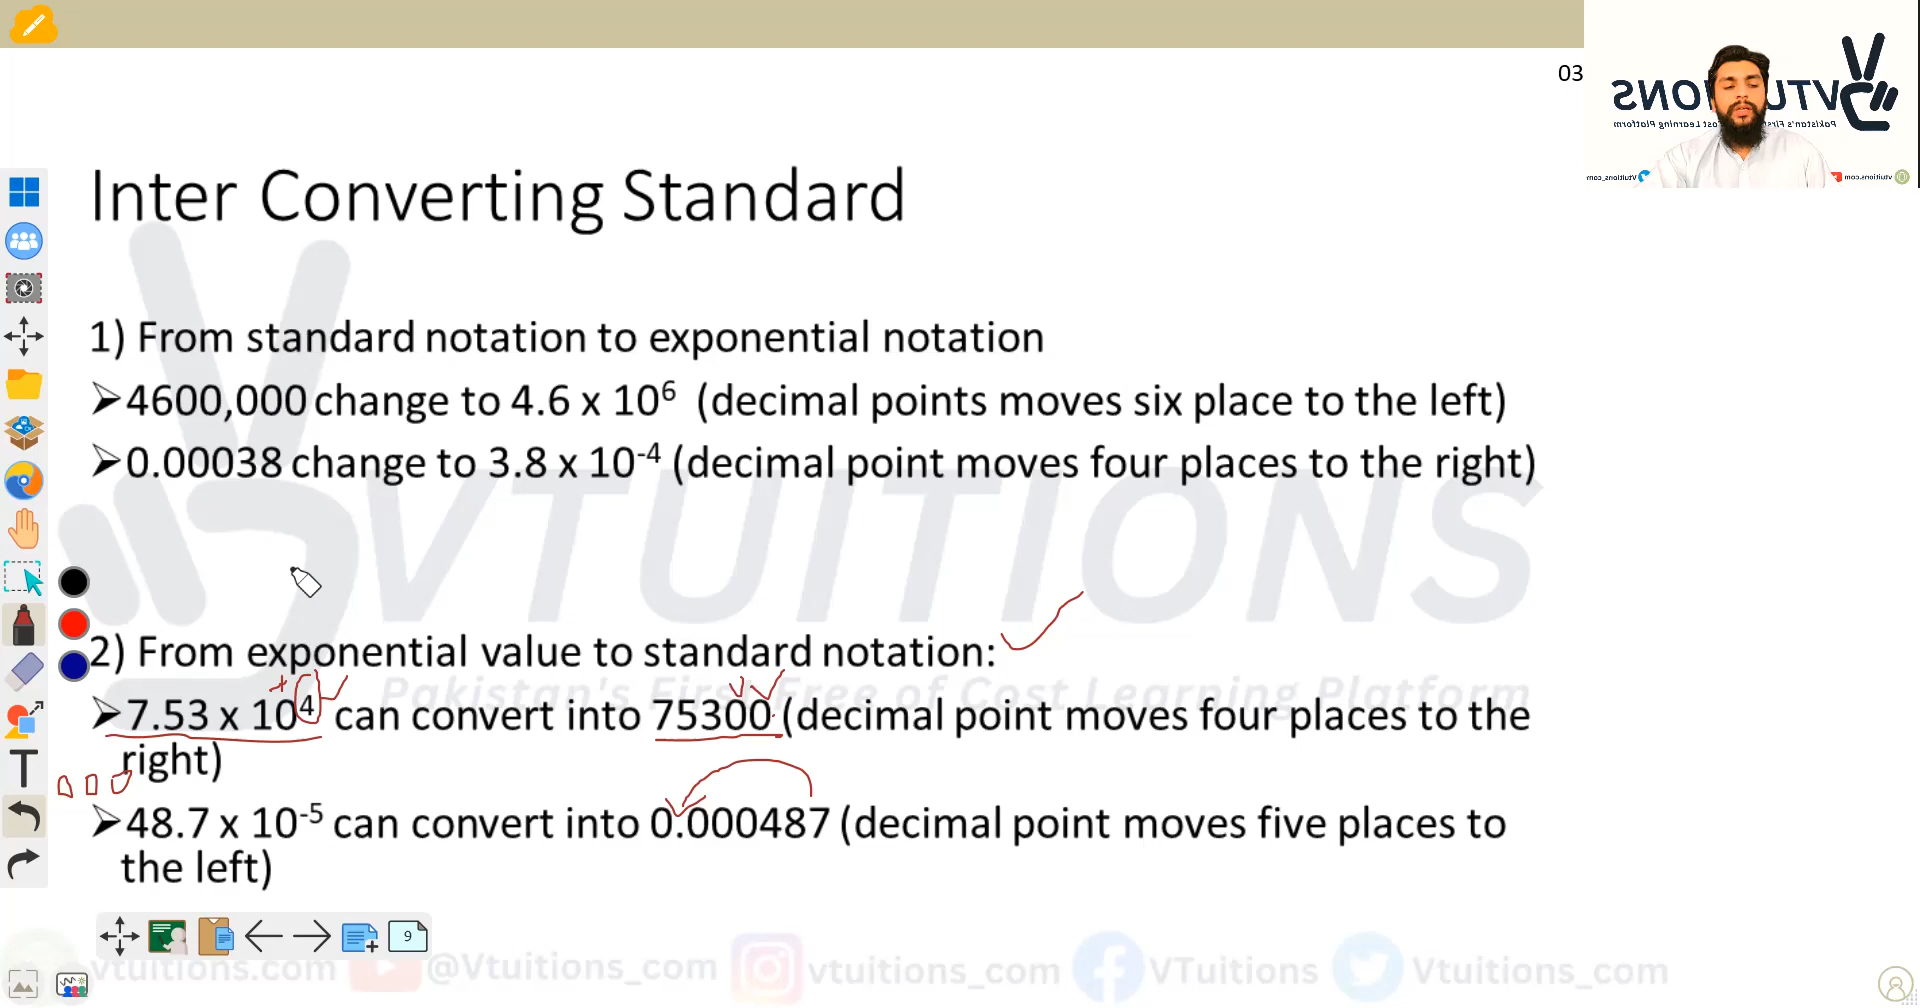 03
VTUITIONS
Inter Converting Standard
1) From standard notation to exponential notation
➢4600,000 change to 4.6 x 10⁶ (decimal points moves six place to the left)
➢0.00038 change to 3.8 x 10⁻⁴ (decimal point moves four places to the right)
VTUITIONS
2) From exponential value to standard notation:
Pakistan's First Free of Cost Learning Platform
+
➢7.53 x 10⁴ can convert into 75300 (decimal point moves four places to the
right)
➢48.7 x 10⁻⁵ can convert into 0.000487 (decimal point moves five places to
the left)
T
9
vtuitions.com @Vtuitions_com vtuitions_com VTuitions Vtuitions_com